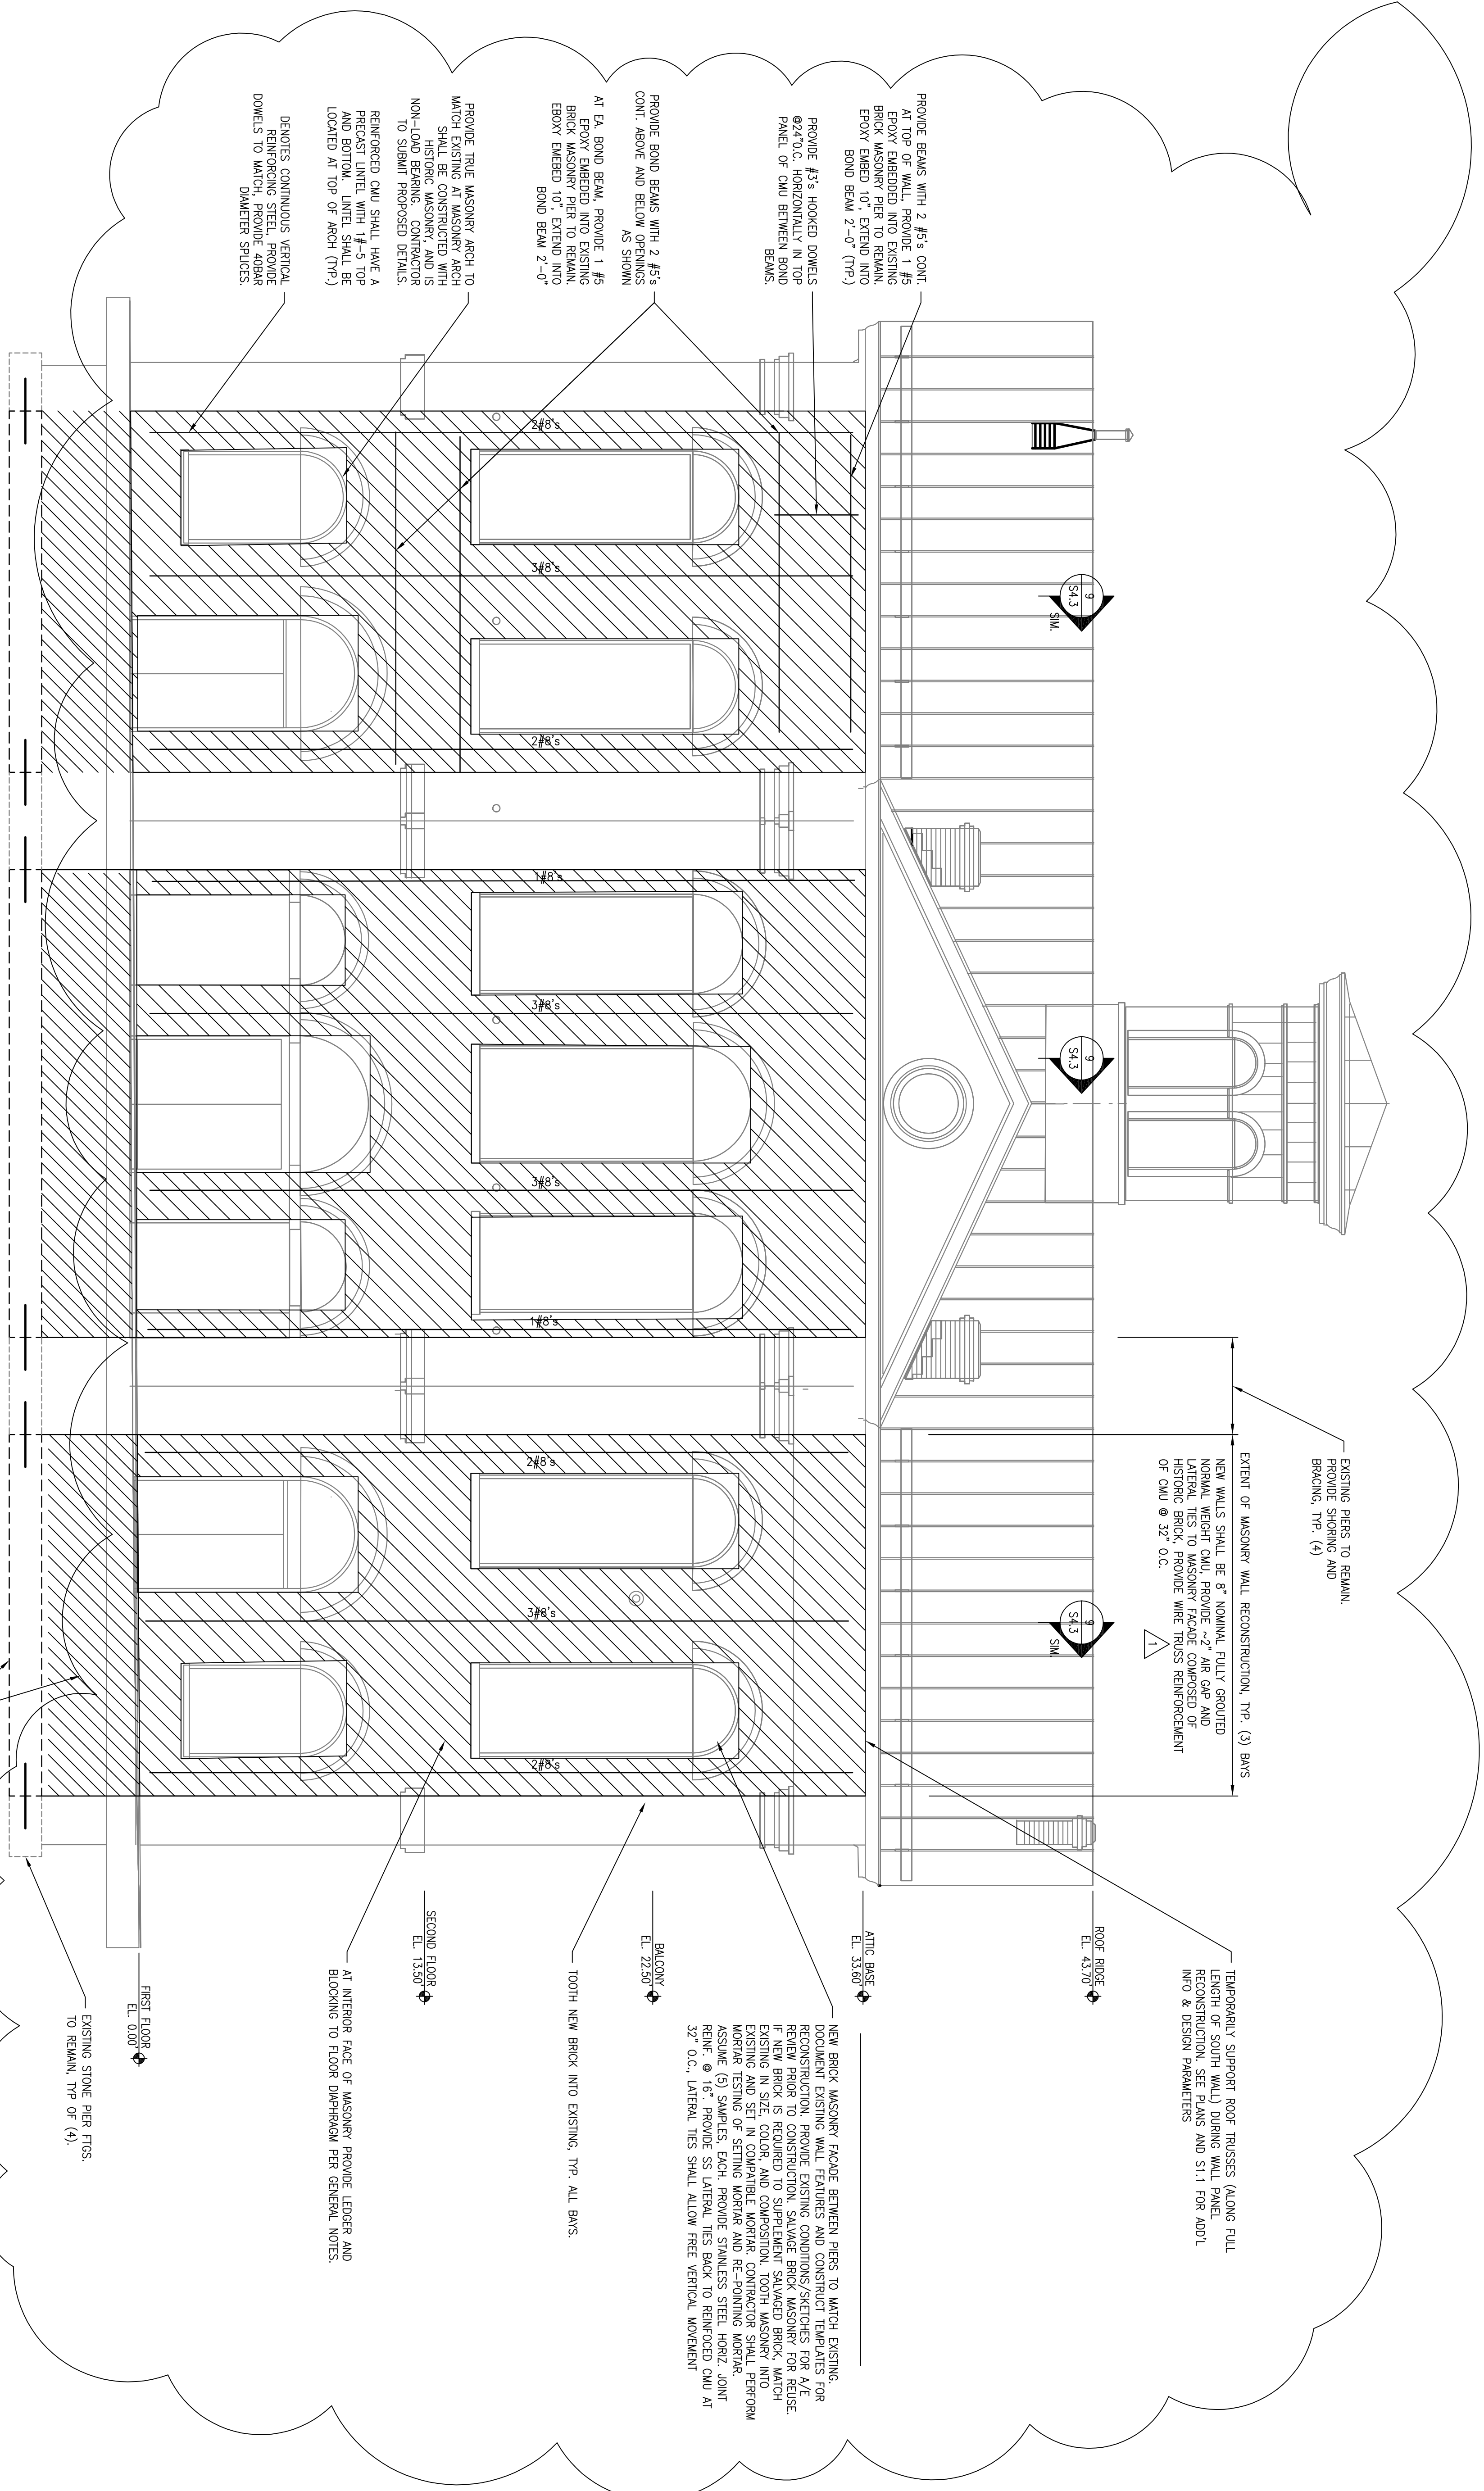 PROVIDE BEAMS WITH 2 #5's CONT.
AT TOP OF WALL, PROVIDE 1 #5
EPOXY EMBEDDED INTO EXISTING
BRICK MASONRY PIER TO REMAIN.
EPOXY EMBED 10", EXTEND INTO
BOND BEAM 2'-0" (TYP.)
PROVIDE #3's HOOKED DOWELS
@24"O.C. HORIZONTALLY IN TOP
PANEL OF CMU BETWEEN BOND
BEAMS.
PROVIDE BOND BEAMS WITH 2 #5's
CONT. ABOVE AND BELOW OPENINGS
AS SHOWN
AT EA. BOND BEAM, PROVIDE 1 #5
EPOXY EMBEDED INTO EXISTING
BRICK MASONRY PIER TO REMAIN.
EBOXY EMEBED 10", EXTEND INTO
BOND BEAM 2'-0"
PROVIDE TRUE MASONRY ARCH TO
MATCH EXISTING AT MASONRY ARCH
SHALL BE CONSTRUCTED WITH
HISTORIC MASONRY, AND IS
NON-LOAD BEARING. CONTRACTOR
TO SUBMIT PROPOSED DETAILS.
REINFORCED CMU SHALL HAVE A
PRECAST LINTEL WITH 1#-5 TOP
AND BOTTOM. LINTEL SHALL BE
LOCATED AT TOP OF ARCH (TYP.)
DENOTES CONTINUOUS VERTICAL
REINFORCING STEEL, PROVIDE
DOWELS TO MATCH, PROVIDE 40BAR
DIAMETER SPLICES.
2#8's
3#8's
2#8's
1#8's
3#8's
3#8's
1#8's
2#8's
3#8's
2#8's
9
S4.3
SIM.
9
S4.3
9
S4.3
SIM.
EXISTING PIERS TO REMAIN.
PROVIDE SHORING AND
BRACING, TYP. (4)
EXTENT OF MASONRY WALL RECONSTRUCTION, TYP. (3) BAYS
NEW WALLS SHALL BE 8" NOMINAL FULLY GROUTED
NORMAL WEIGHT CMU, PROVIDE ~2" AIR GAP AND
LATERAL TIES TO MASONRY FACADE COMPOSED OF
HISTORIC BRICK, PROVIDE WIRE TRUSS REINFORCEMENT
OF CMU @ 32" O.C.
1
TEMPORARILY SUPPORT ROOF TRUSSES (ALONG FULL
LENGTH OF SOUTH WALL) DURING WALL PANEL
RECONSTRUCTION. SEE PLANS AND S1.1 FOR ADD'L
INFO & DESIGN PARAMETERS
ROOF RIDGE
EL. 43.70'
ATTIC BASE
EL. 33.60'
BALCONY
EL. 22.50'
SECOND FLOOR
EL. 13.50'
FIRST FLOOR
EL. 0.00'
NEW BRICK MASONRY FACADE BETWEEN PIERS TO MATCH EXISTING.
DOCUMENT EXISTING WALL FEATURES AND CONSTRUCT TEMPLATES FOR
RECONSTRUCTION. PROVIDE EXISTING CONDITIONS/SKETCHES FOR A/E
REVIEW PRIOR TO CONSTRUCTION. SALVAGE BRICK MASONRY FOR REUSE.
IF NEW BRICK IS REQUIRED TO SUPPLEMENT SALVAGED BRICK, MATCH
EXISTING IN SIZE, COLOR, AND COMPOSITION. TOOTH MASONRY INTO
EXISTING AND SET IN COMPATIBLE MORTAR. CONTRACTOR SHALL PERFORM
MORTAR TESTING OF SETTING MORTAR AND RE-POINTING MORTAR.
ASSUME (5) SAMPLES, EACH. PROVIDE STAINLESS STEEL HORIZ. JOINT
REINF. @ 16". PROVIDE SS LATERAL TIES BACK TO REINFOCED CMU AT
32" O.C., LATERAL TIES SHALL ALLOW FREE VERTICAL MOVEMENT
TOOTH NEW BRICK INTO EXISTING, TYP. ALL BAYS.
AT INTERIOR FACE OF MASONRY PROVIDE LEDGER AND
BLOCKING TO FLOOR DIAPHRAGM PER GENERAL NOTES.
EXISTING STONE PIER FTGS.
TO REMAIN, TYP OF (4).